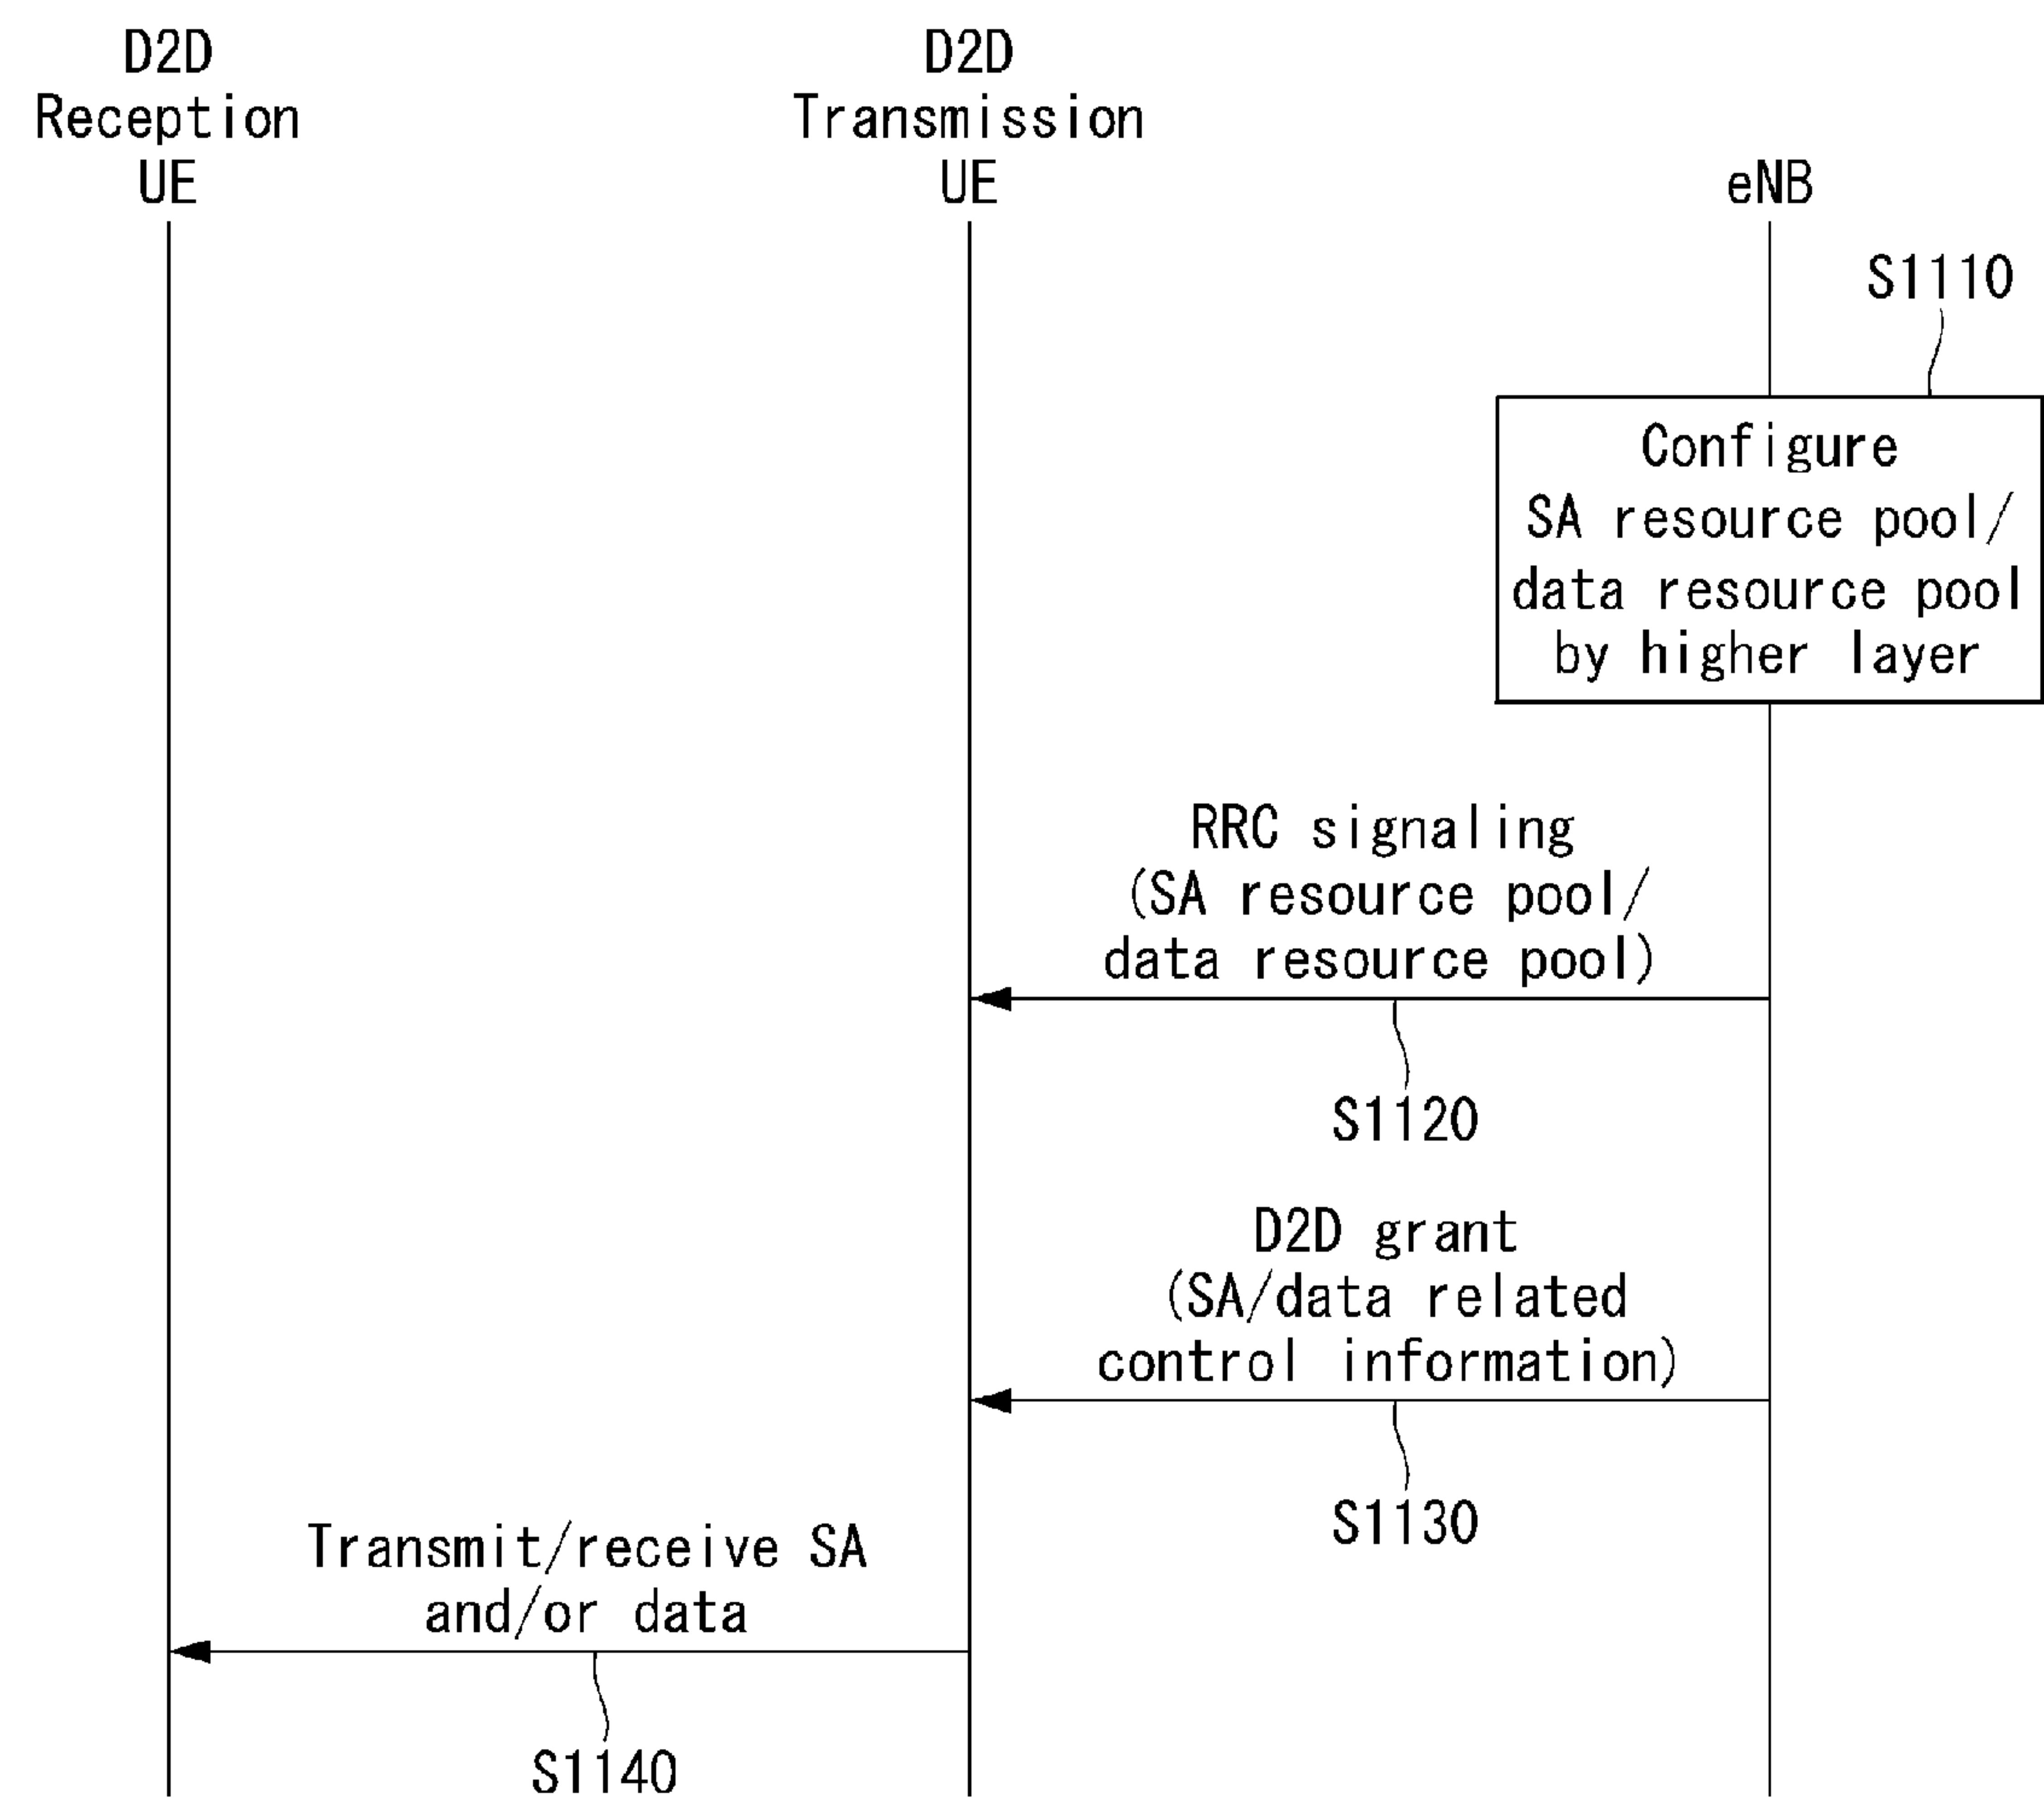 D2D
Reception
UE
D2D
Transmission
UE
eNB
S1110
Configure
SA resource pool/
data resource pool
by higher layer
RRC signaling
(SA resource pool/
data resource pool)
S1120
D2D grant
(SA/data related
control information)
S1130
Transmit/receive SA
and/or data
S1140